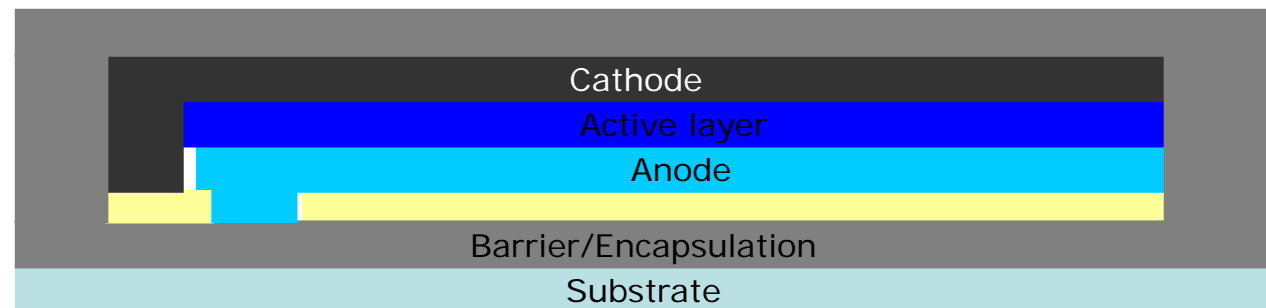 Cathode
Active layer
Anode
Barrier/Encapsulation
Substrate